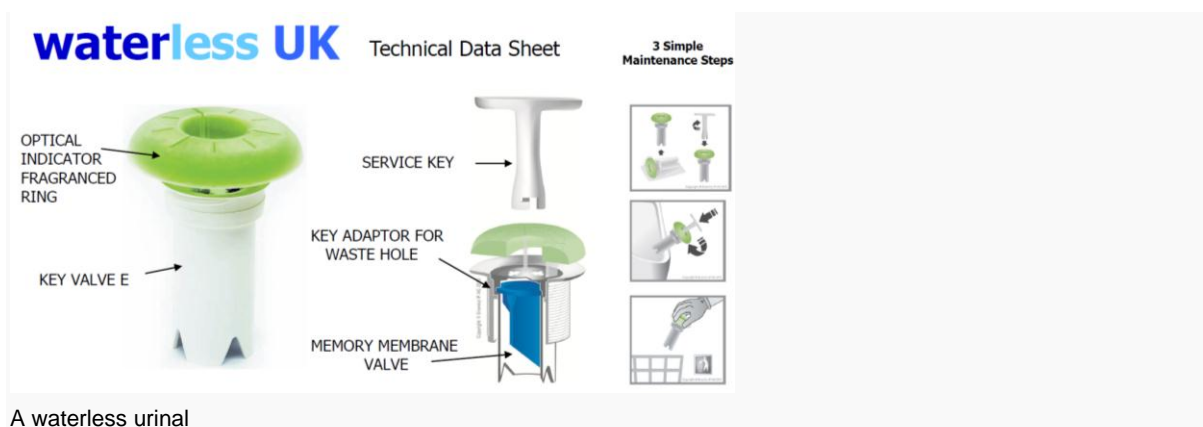 waterless UK
Technical Data Sheet
3 Simple
Maintenance Steps
OPTICAL
INDICATOR
FRAGRANCED
RING
KEY VALVE E
SERVICE KEY
KEY ADAPTOR FOR
WASTE HOLE
MEMORY MEMBRANE
VALVE
A waterless urinal